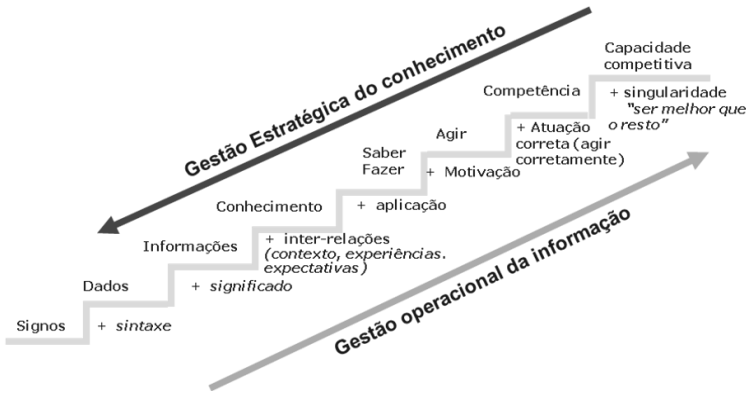 Capacidade
competitiva
+ singularidade
"ser melhor que
o resto"
Competência
+ Atuação
correta (agir
corretamente)
Agir
+ Motivação
Saber
Fazer
+ aplicação
Conhecimento
+ inter-relações
(contexto, experiências.
expectativas)
Informações
+ significado
Dados
+ sintaxe
Signos
Gestão Estratégica do conhecimento
Gestão operacional da informação